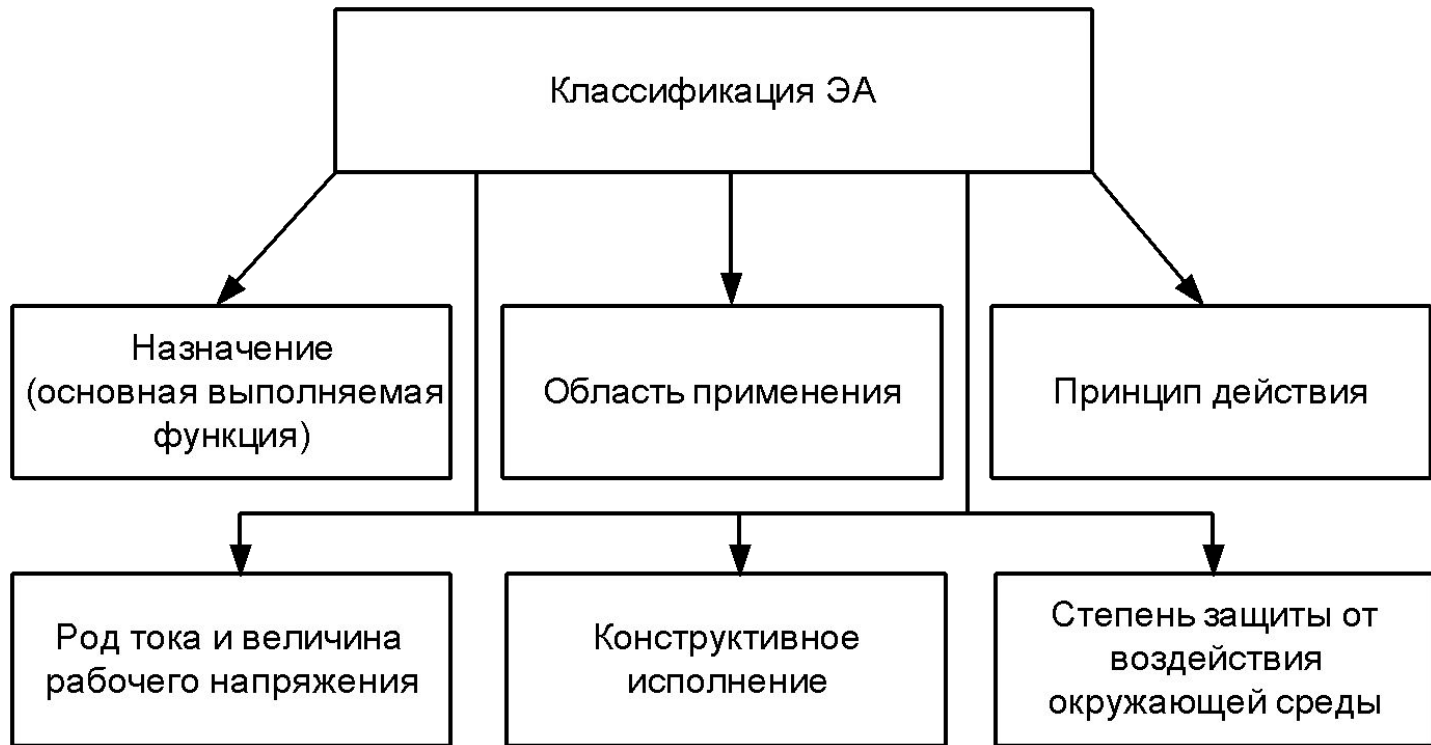 Классификация ЭА
Назначение
(основная выполняемая
функция)
Область применения
Принцип действия
Род тока и величина
рабочего напряжения
Конструктивное
исполнение
Степень защиты от
воздействия
окружающей среды